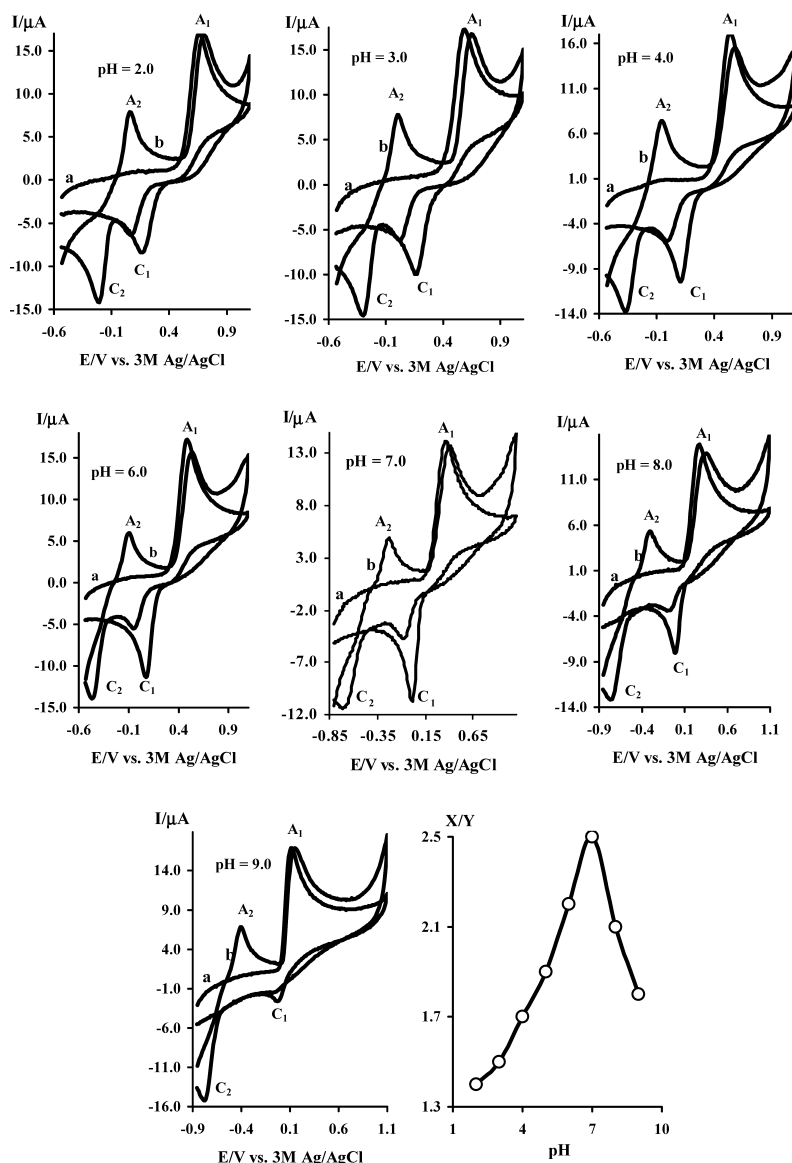 I/µA
A₁
pH = 2.0
A₂
b
a
C₁
C₂
15.0
10.0
5.0
0.0
-5.0
-10.0
-15.0
-0.6 -0.1 0.4 0.9
E/V vs. 3M Ag/AgCl
I/µA
A₁
pH = 3.0
A₂
b
a
C₁
C₂
15.0
10.0
5.0
0.0
-5.0
-10.0
-15.0
-0.6 -0.1 0.4 0.9
E/V vs. 3M Ag/AgCl
I/µA
A₁
pH = 4.0
A₂
b
a
C₁
C₂
16.0
11.0
6.0
1.0
-4.0
-9.0
-14.0
-0.6 -0.1 0.4 0.9
E/V vs. 3M Ag/AgCl
I/µA
A₁
pH = 6.0
A₂
b
a
C₂
C₁
15.0
10.0
5.0
0.0
-5.0
-10.0
-15.0
-0.6 -0.1 0.4 0.9
E/V vs. 3M Ag/AgCl
I/µA
A₁
pH = 7.0
A₂
b
a
C₂
C₁
13.0
8.0
3.0
-2.0
-7.0
-12.0
-0.85 -0.35 0.15 0.65
E/V vs. 3M Ag/AgCl
I/µA
A₁
pH = 8.0
A₂
b
a
C₁
C₂
16.0
11.0
6.0
1.0
-4.0
-9.0
-14.0
-0.9 -0.4 0.1 0.6 1.1
E/V vs. 3M Ag/AgCl
I/µA
A₁
pH = 9.0
A₂
b
a
C₁
C₂
19.0
14.0
9.0
4.0
-1.0
-6.0
-11.0
-16.0
-0.9 -0.4 0.1 0.6 1.1
E/V vs. 3M Ag/AgCl
X/Y
2.5
2.1
1.7
1.3
1 4 7 10
pH